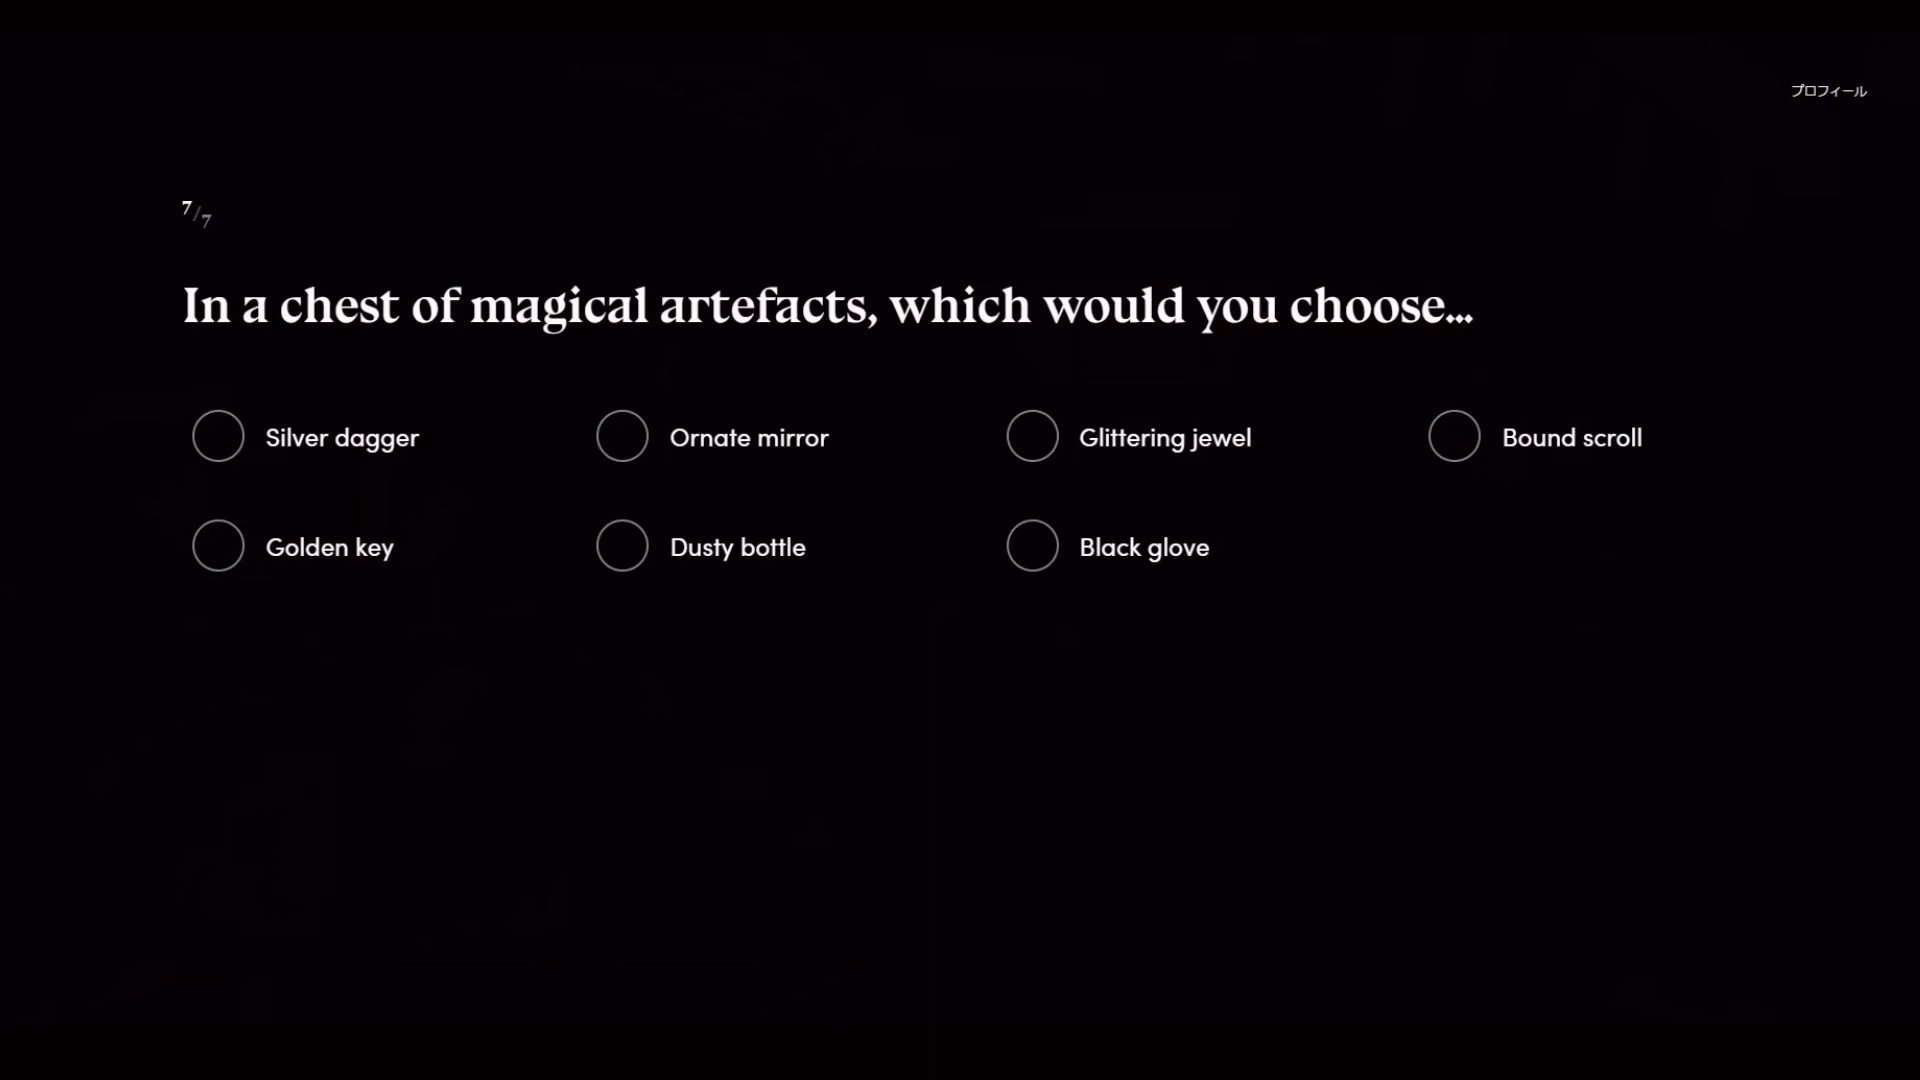 プロフィール
7/7
In a chest of magical artefacts, which would you choose...
Silver dagger
Ornate mirror
Glittering jewel
Bound scroll
Golden key
Dusty bottle
Black glove